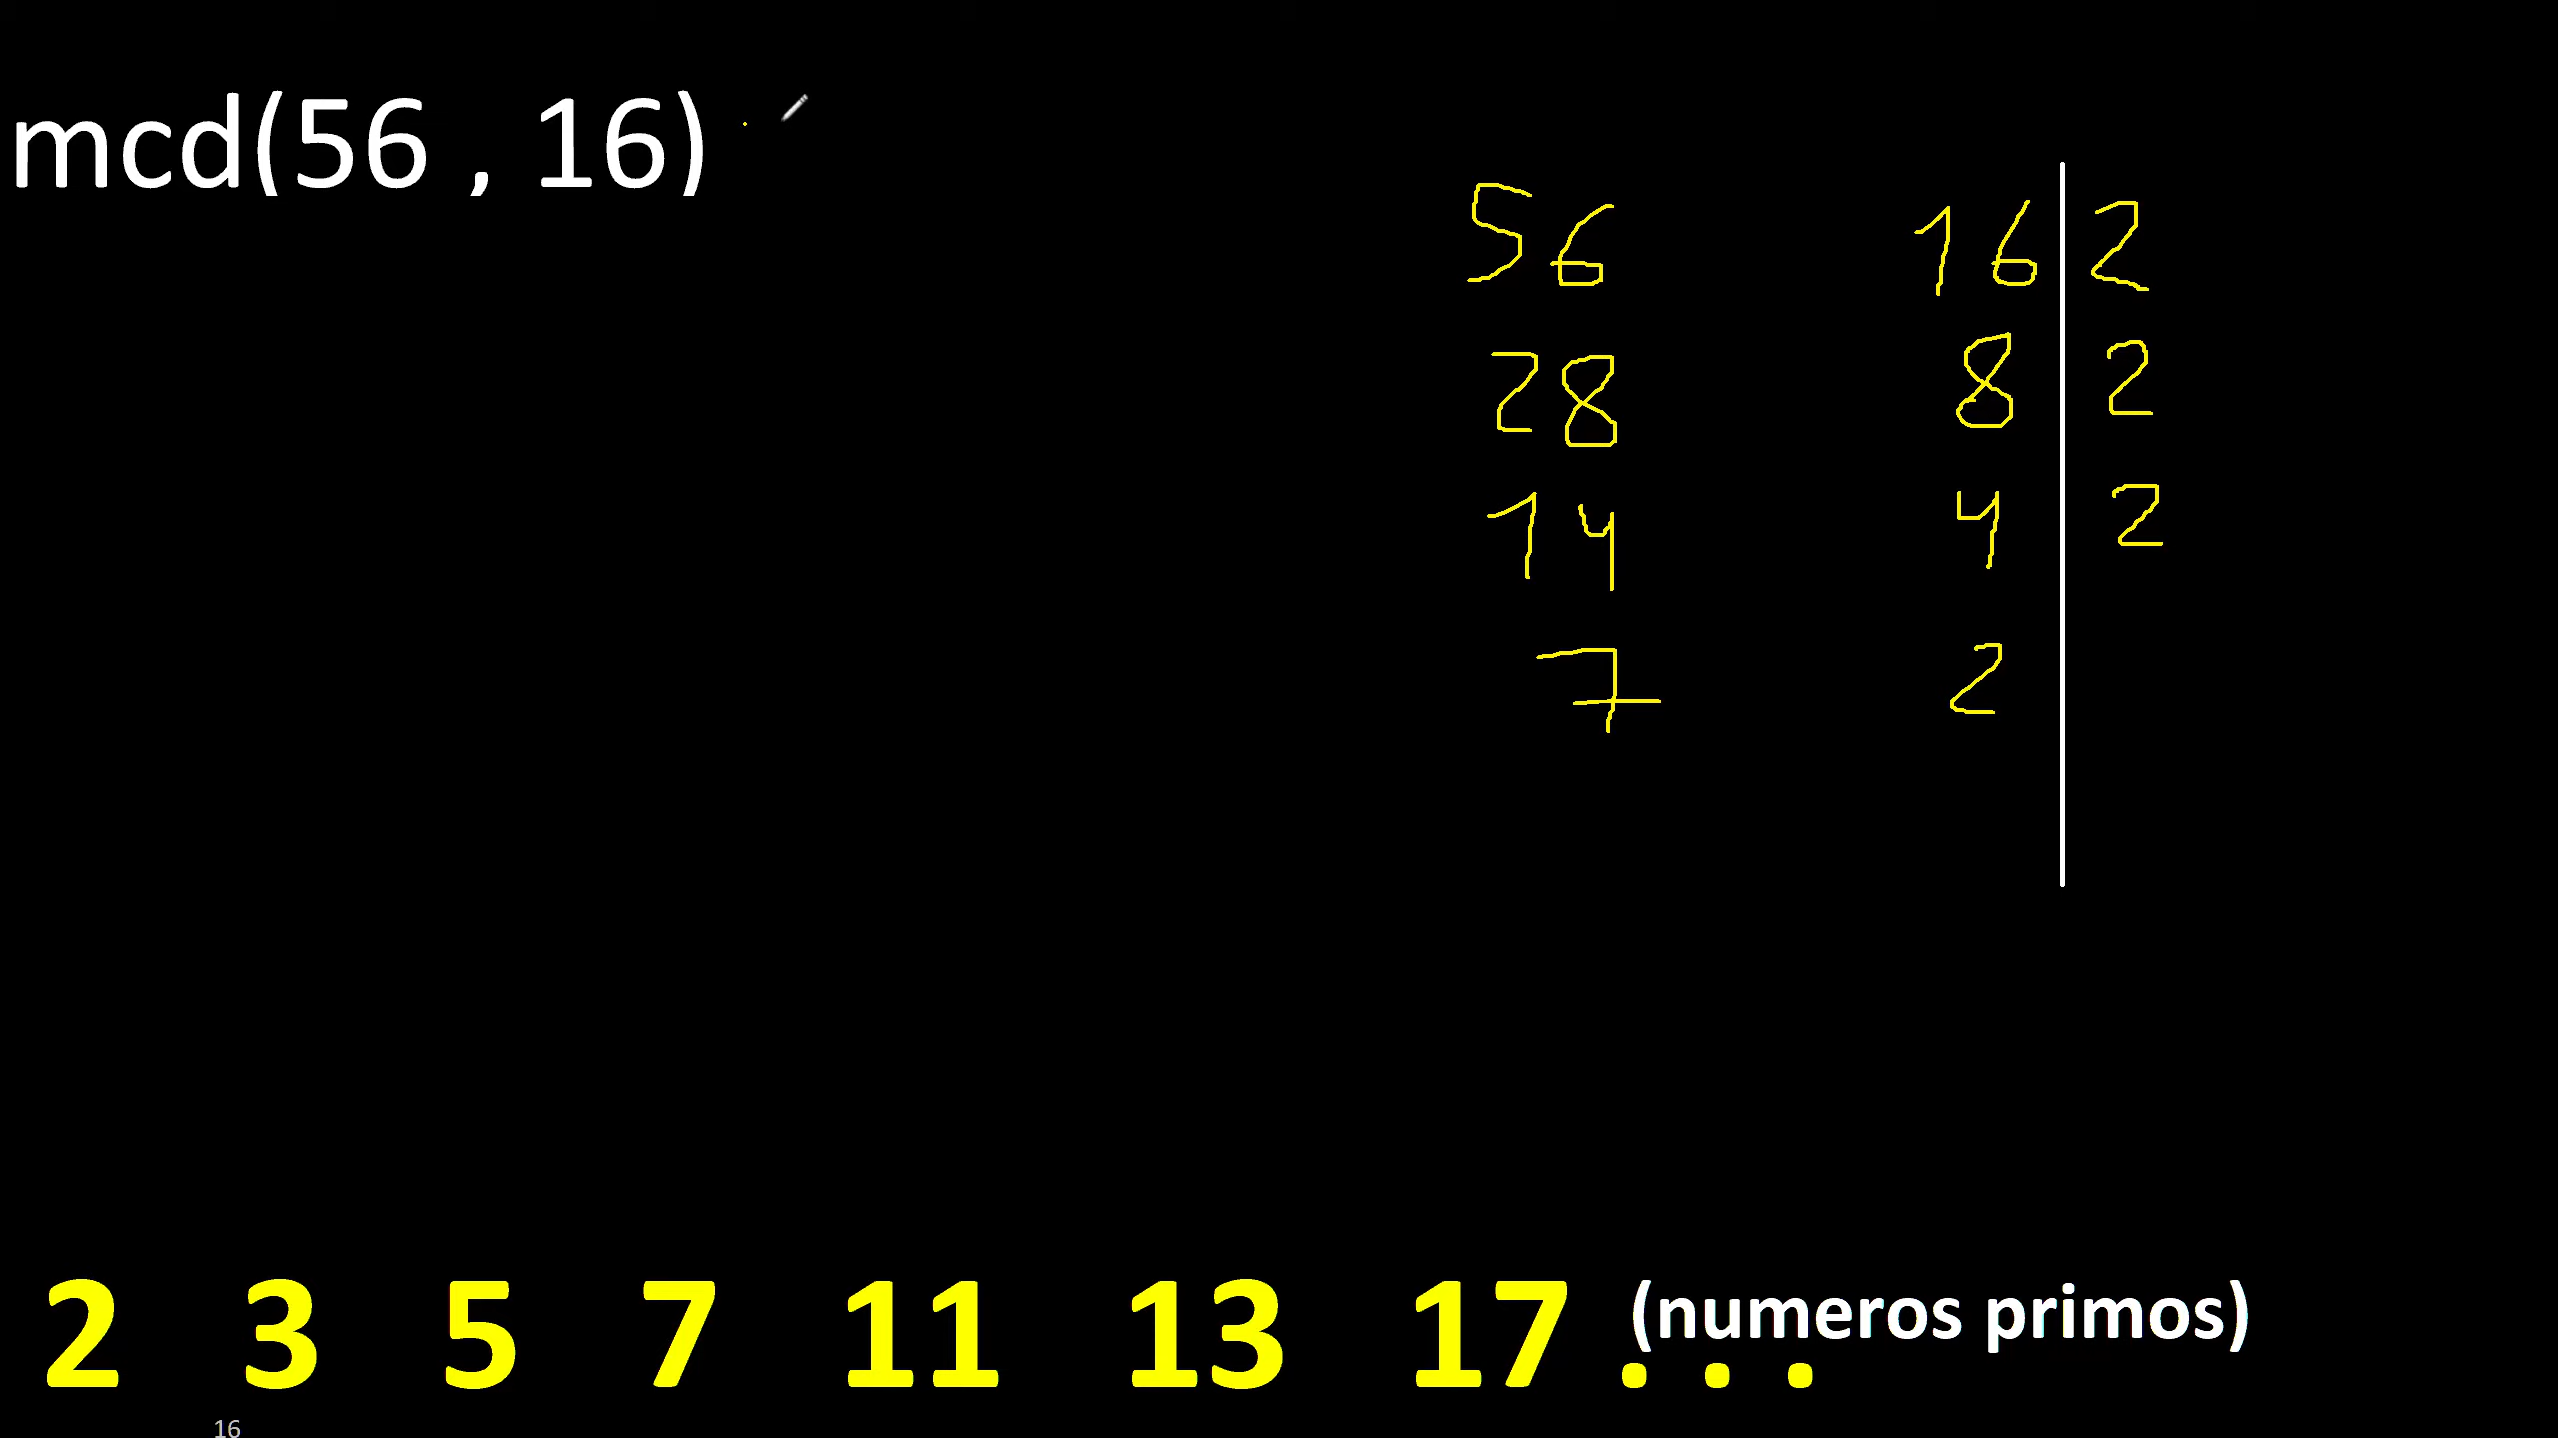 mcd(56 , 16)
56 16 2
28 8 2
14 4 2
7 2
2 3 5 7 11 13 17 ... (numeros primos)
16